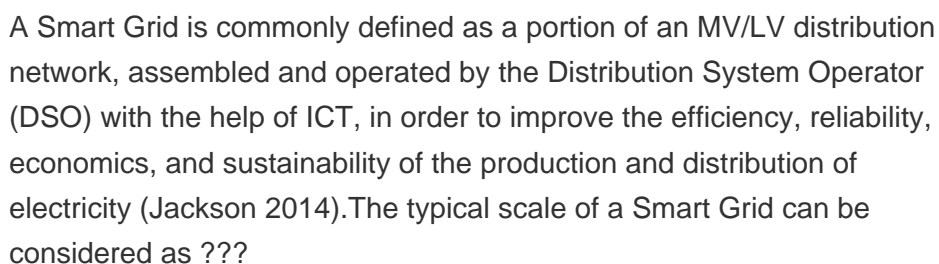 A Smart Grid is commonly defined as a portion of an MV/LV distribution
network, assembled and operated by the Distribution System Operator
(DSO) with the help of ICT, in order to improve the efficiency, reliability,
economics, and sustainability of the production and distribution of
electricity (Jackson 2014).The typical scale of a Smart Grid can be
considered as ???